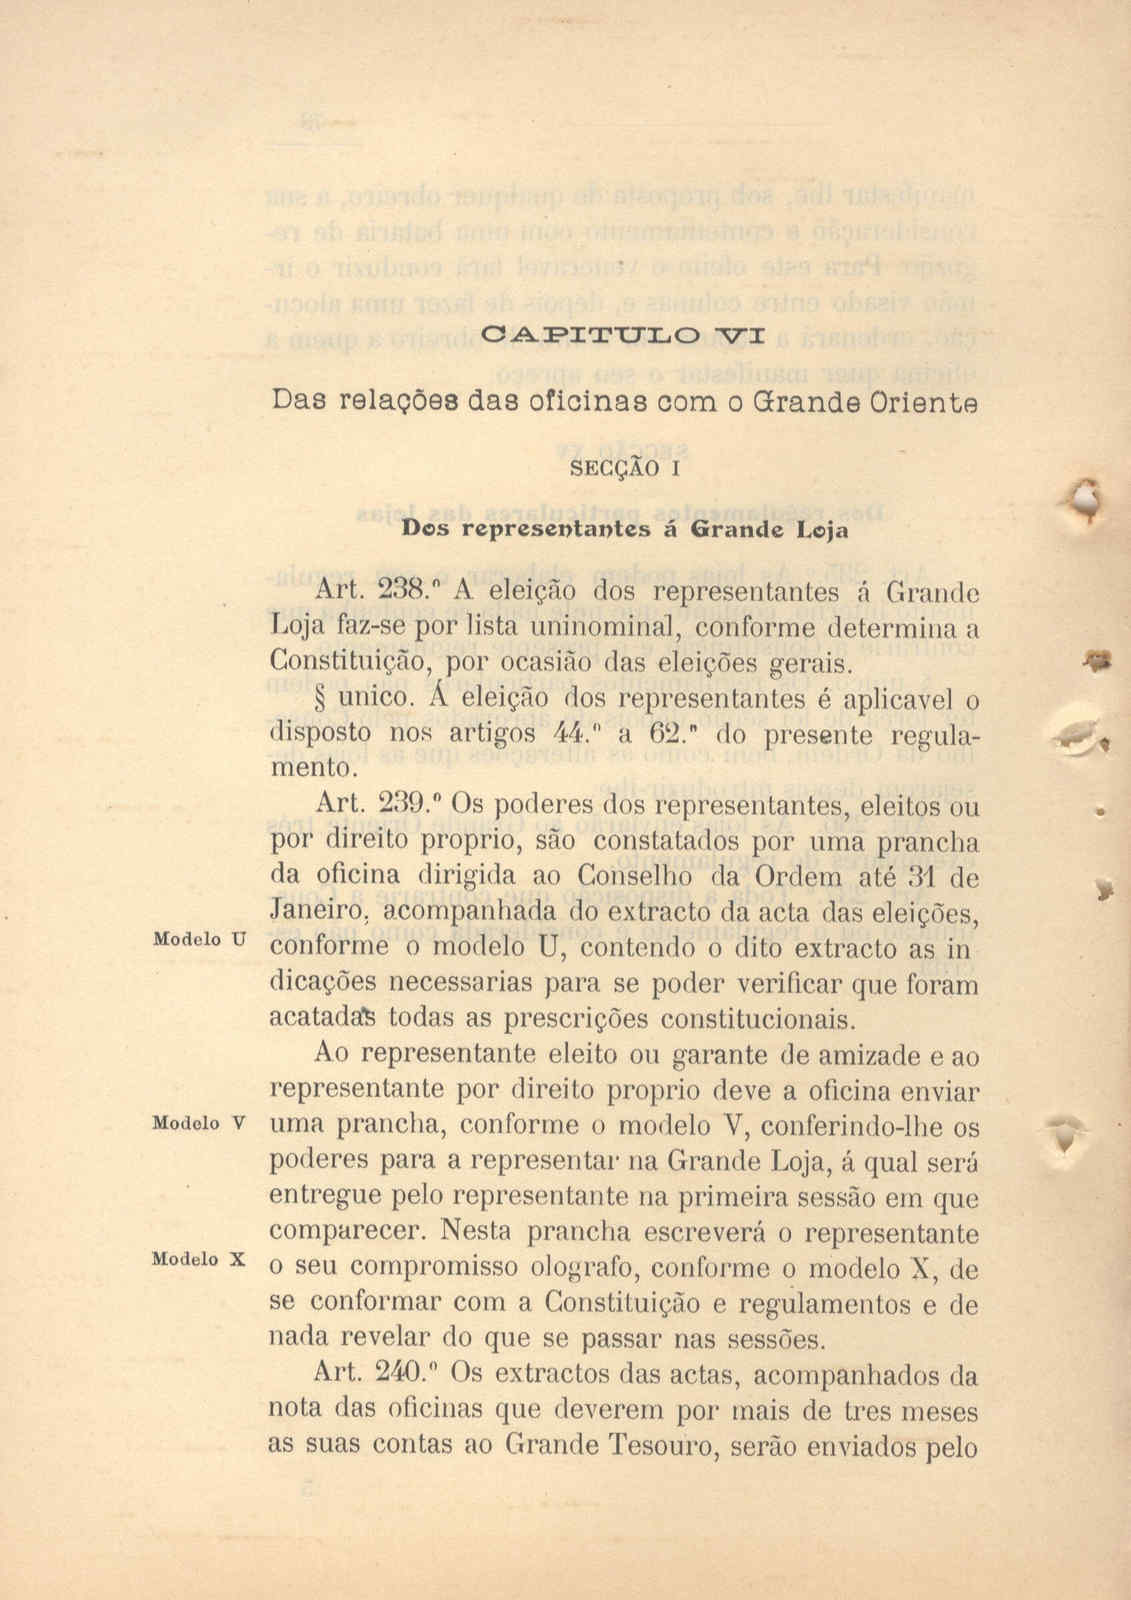 CAPITULO VI
Das relações das oficinas com o Grande Oriente
SECÇÃO I
Dos representantes á Grande Loja
Art. 238.º A eleição dos representantes á Grande
Loja faz-se por lista uninominal, conforme determina a
Constituição, por ocasião das eleições gerais.
§ unico. Á eleição dos representantes é aplicavel o
disposto nos artigos 44.º a 62.º do presente regula-
mento.
Art. 239.º Os poderes dos representantes, eleitos ou
por direito proprio, são constatados por uma prancha
da oficina dirigida ao Conselho da Ordem até 31 de
Janeiro, acompanhada do extracto da acta das eleições,
Modelo U
conforme o modelo U, contendo o dito extracto as in
dicações necessarias para se poder verificar que foram
acatadas todas as prescrições constitucionais.
Ao representante eleito ou garante de amizade e ao
representante por direito proprio deve a oficina enviar
Modelo V
uma prancha, conforme o modelo V, conferindo-lhe os
poderes para a representar na Grande Loja, á qual será
entregue pelo representante na primeira sessão em que
comparecer. Nesta prancha escreverá o representante
Modelo X
o seu compromisso olografo, conforme o modelo X, de
se conformar com a Constituição e regulamentos e de
nada revelar do que se passar nas sessões.
Art. 240.º Os extractos das actas, acompanhados da
nota das oficinas que deverem por mais de tres meses
as suas contas ao Grande Tesouro, serão enviados pelo